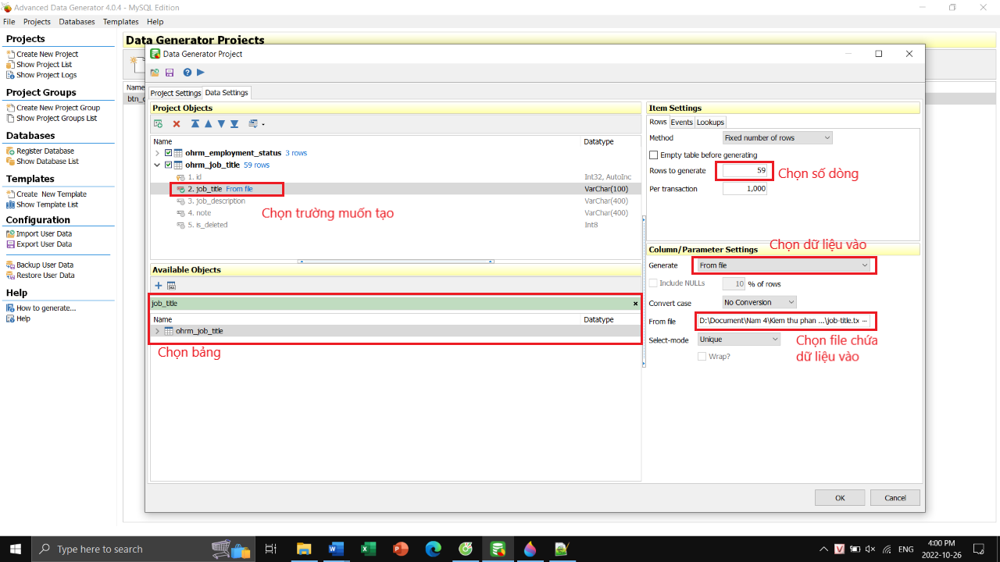 Advanced Data Generator 4.0.4 - MySQL Edition
File Projects Databases Templates Help
Projects
Create New Project
Show Project List
Show Project Logs
Project Groups
Create New Project Group
Show Project Groups List
Databases
Register Database
Show Database List
Templates
Create New Template
Show Template List
Configuration
Import User Data
Export User Data
Backup User Data
Restore User Data
Help
How to generate...
Help
Data Generator Projects
Name
Data Generator Project
Project Settings Data Settings
Project Objects
Name Datatype
ohrm_employment_status 3 rows
ohrm_job_title 59 rows
1. id Int32, AutoInc
2. job_title From file VarChar(100)
3. job_description VarChar(400)
4. note VarChar(400)
5. is_deleted Int8
Chọn trường muốn tạo
Available Objects
job_title
Name Datatype
ohrm_job_title
Chọn bảng
Item Settings
Rows Events Lookups
Method Fixed number of rows
Empty table before generating
Rows to generate 59
Chọn số dòng
Per transaction 1,000
Chọn dữ liệu vào
Column/Parameter Settings
Generate From file
Include NULLs 10 % of rows
Convert case No Conversion
From file D:\Document\Nam 4\Kiem thu phan ...\job-title.tx ...
Select-mode Unique
Wrap?
Chọn file chứa
dữ liệu vào
OK Cancel
Type here to search
ENG
4:00 PM
2022-10-26